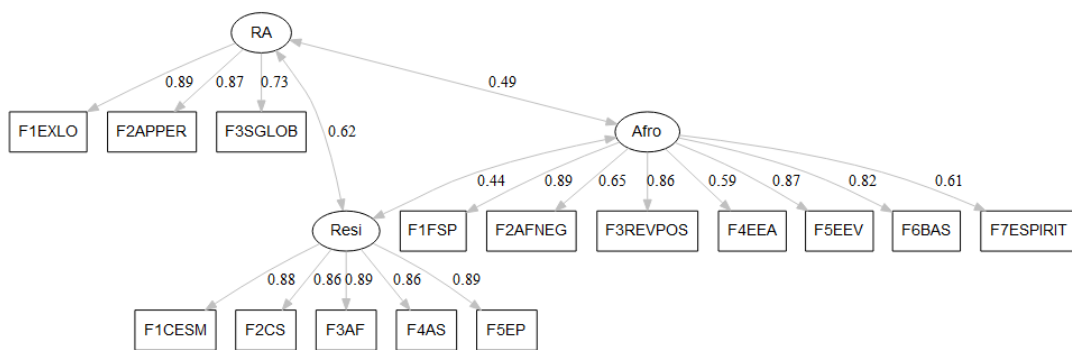 RA
0.89 0.87 0.73 0.49
F1EXLO F2APPER F3SGLOB Afro
0.62
0.44 0.89 0.65 0.86 0.59 0.87 0.82 0.61
Resi F1FSP F2AFNEG F3REVPOS F4EEA F5EEV F6BAS F7ESPIRIT
0.88 0.86 0.89 0.86 0.89
F1CESM F2CS F3AF F4AS F5EP